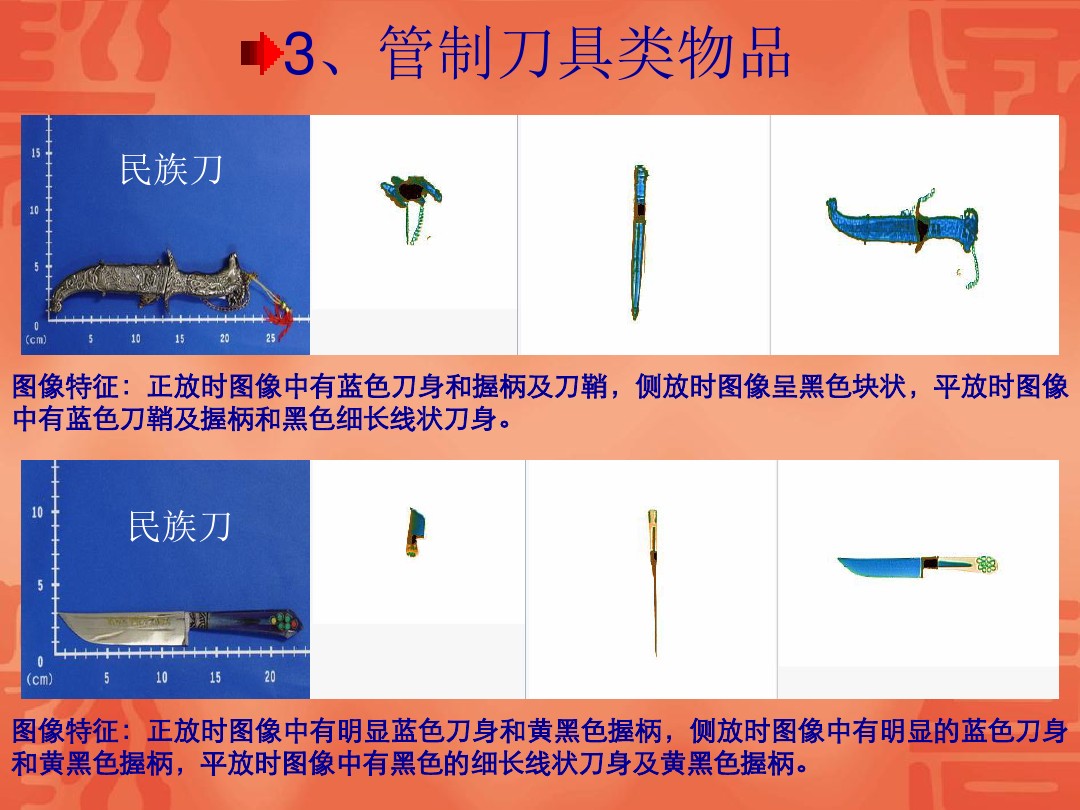 3、管制刀具类物品
民族刀
15
10
5
0
(cm)
5
10
15
20
25
图像特征：正放时图像中有蓝色刀身和握柄及刀鞘，侧放时图像呈黑色块状，平放时图像
中有蓝色刀鞘及握柄和黑色细长线状刀身。
民族刀
10
5
0
(cm)
5
10
15
20
图像特征：正放时图像中有明显蓝色刀身和黄黑色握柄，侧放时图像中有明显的蓝色刀身
和黄黑色握柄，平放时图像中有黑色的细长线状刀身及黄黑色握柄。